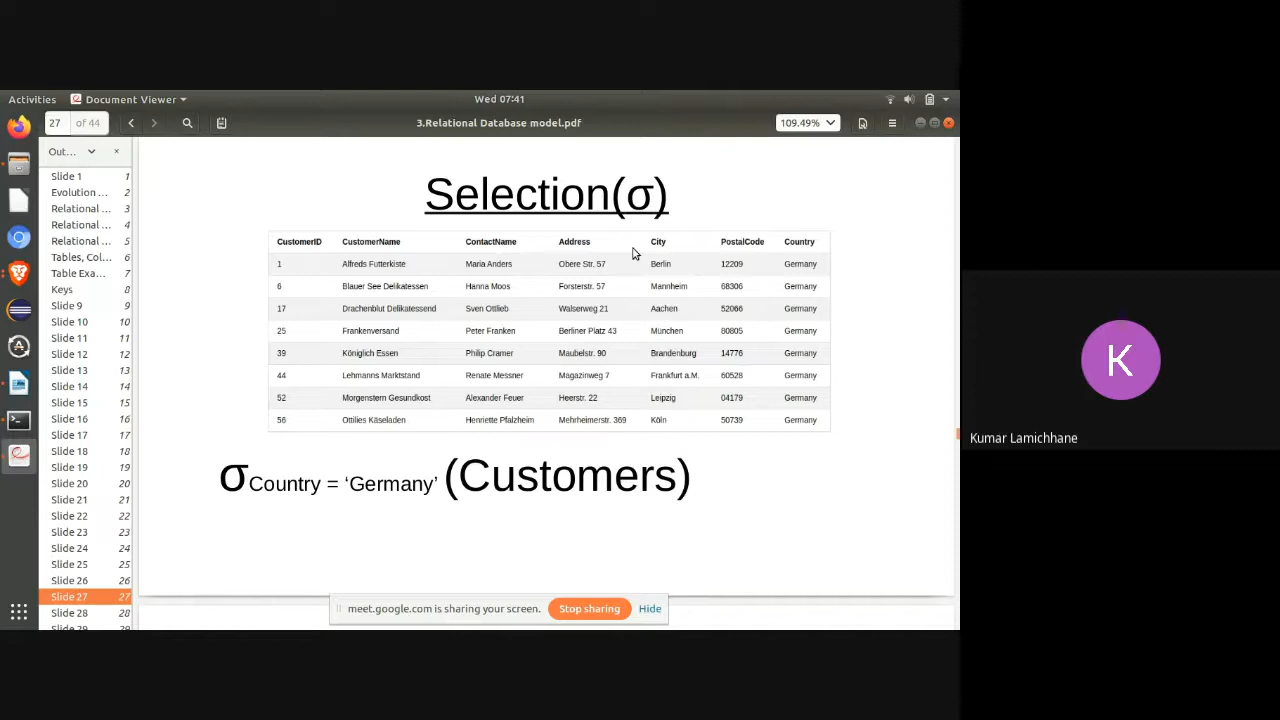 Activities Document Viewer Wed 07:41
27 of 44 3.Relational Database model.pdf 109.49%
Out...
Slide 1 1
Evolution ... 2
Relational ... 3
Relational ... 4
Relational ... 5
Tables, Col... 6
Table Exa... 7
Keys 8
Slide 9 9
Slide 10 10
Slide 11 11
Slide 12 12
Slide 13 13
Slide 14 14
Slide 15 15
Slide 16 16
Slide 17 17
Slide 18 18
Slide 19 19
Slide 20 20
Slide 21 21
Slide 22 22
Slide 23 23
Slide 24 24
Slide 25 25
Slide 26 26
Slide 27 27
Slide 28 28
Slide 29 29
Selection(σ)
CustomerID CustomerName ContactName Address City PostalCode Country
1 Alfreds Futterkiste Maria Anders Obere Str. 57 Berlin 12209 Germany
6 Blauer See Delikatessen Hanna Moos Forsterstr. 57 Mannheim 68306 Germany
17 Drachenblut Delikatessend Sven Ottlieb Walserweg 21 Aachen 52066 Germany
25 Frankenversand Peter Franken Berliner Platz 43 München 80805 Germany
39 Königlich Essen Philip Cramer Maubelstr. 90 Brandenburg 14776 Germany
44 Lehmanns Marktstand Renate Messner Magazinweg 7 Frankfurt a.M. 60528 Germany
52 Morgenstern Gesundkost Alexander Feuer Heerstr. 22 Leipzig 04179 Germany
56 Ottilies Käseladen Henriette Pfalzheim Mehrheimerstr. 369 Köln 50739 Germany
σCountry = ‘Germany’ (Customers)
meet.google.com is sharing your screen. Stop sharing Hide
K
Kumar Lamichhane